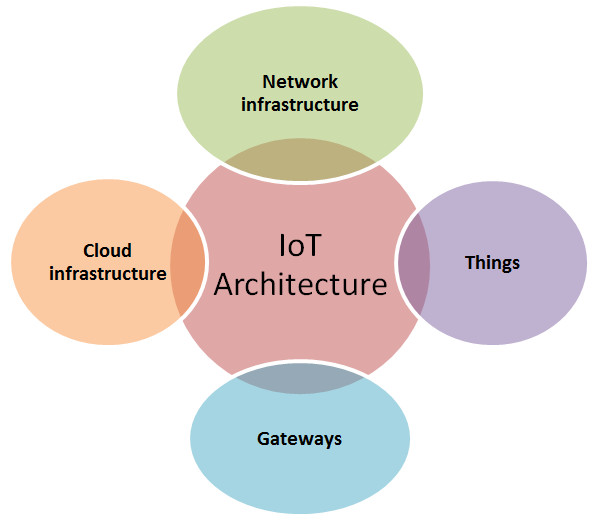 Network
infrastructure
IoT
Architecture
Cloud
infrastructure
Things
Gateways